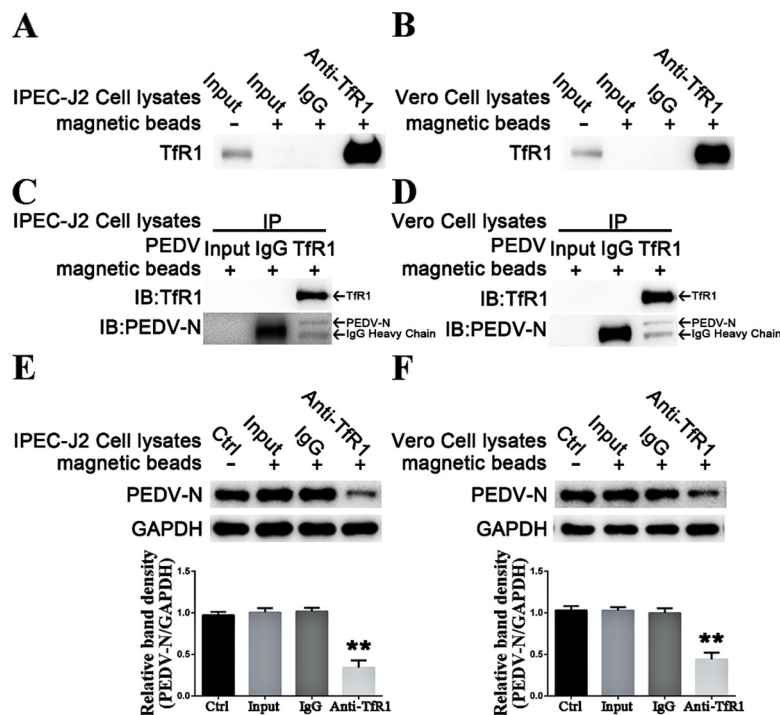 A
IPEC-J2 Cell lysates Input Input IgG Anti-TfR1
magnetic beads - + + +
TfR1
B
Vero Cell lysates Input Input IgG Anti-TfR1
magnetic beads - + + +
TfR1
C
IPEC-J2 Cell lysates IP
PEDV Input IgG TfR1
magnetic beads + + +
IB:TfR1 ←TfR1
IB:PEDV-N ←PEDV-N
←IgG Heavy Chain
D
Vero Cell lysates IP
PEDV Input IgG TfR1
magnetic beads + + +
IB:TfR1 ←TfR1
IB:PEDV-N ←PEDV-N
←IgG Heavy Chain
E
IPEC-J2 Cell lysates Ctrl Input IgG Anti-TfR1
magnetic beads - + + +
PEDV-N
GAPDH
Relative band density
(PEDV-N/GAPDH)
1.5
1.0
0.5
0.0
**
Ctrl Input IgG Anti-TfR1
F
Vero Cell lysates Ctrl Input IgG Anti-TfR1
magnetic beads - + + +
PEDV-N
GAPDH
Relative band density
(PEDV-N/GAPDH)
1.5
1.0
0.5
0.0
**
Ctrl Input IgG Anti-TfR1